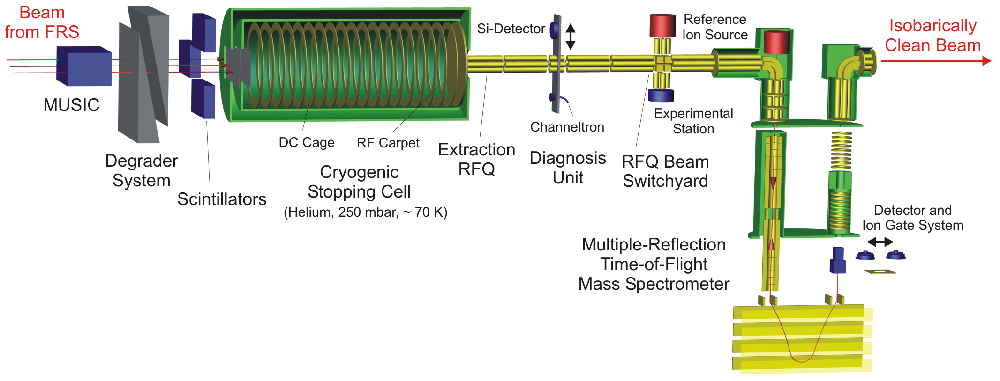 Beam
from FRS
MUSIC
Degrader
System
Scintillators
DC Cage
RF Carpet
Cryogenic
Stopping Cell
(Helium, 250 mbar, ~ 70 K)
Extraction
RFQ
Si-Detector
Channeltron
Diagnosis
Unit
Reference
Ion Source
Experimental
Station
RFQ Beam
Switchyard
Multiple-Reflection
Time-of-Flight
Mass Spectrometer
Isobarically
Clean Beam
Detector and
Ion Gate System